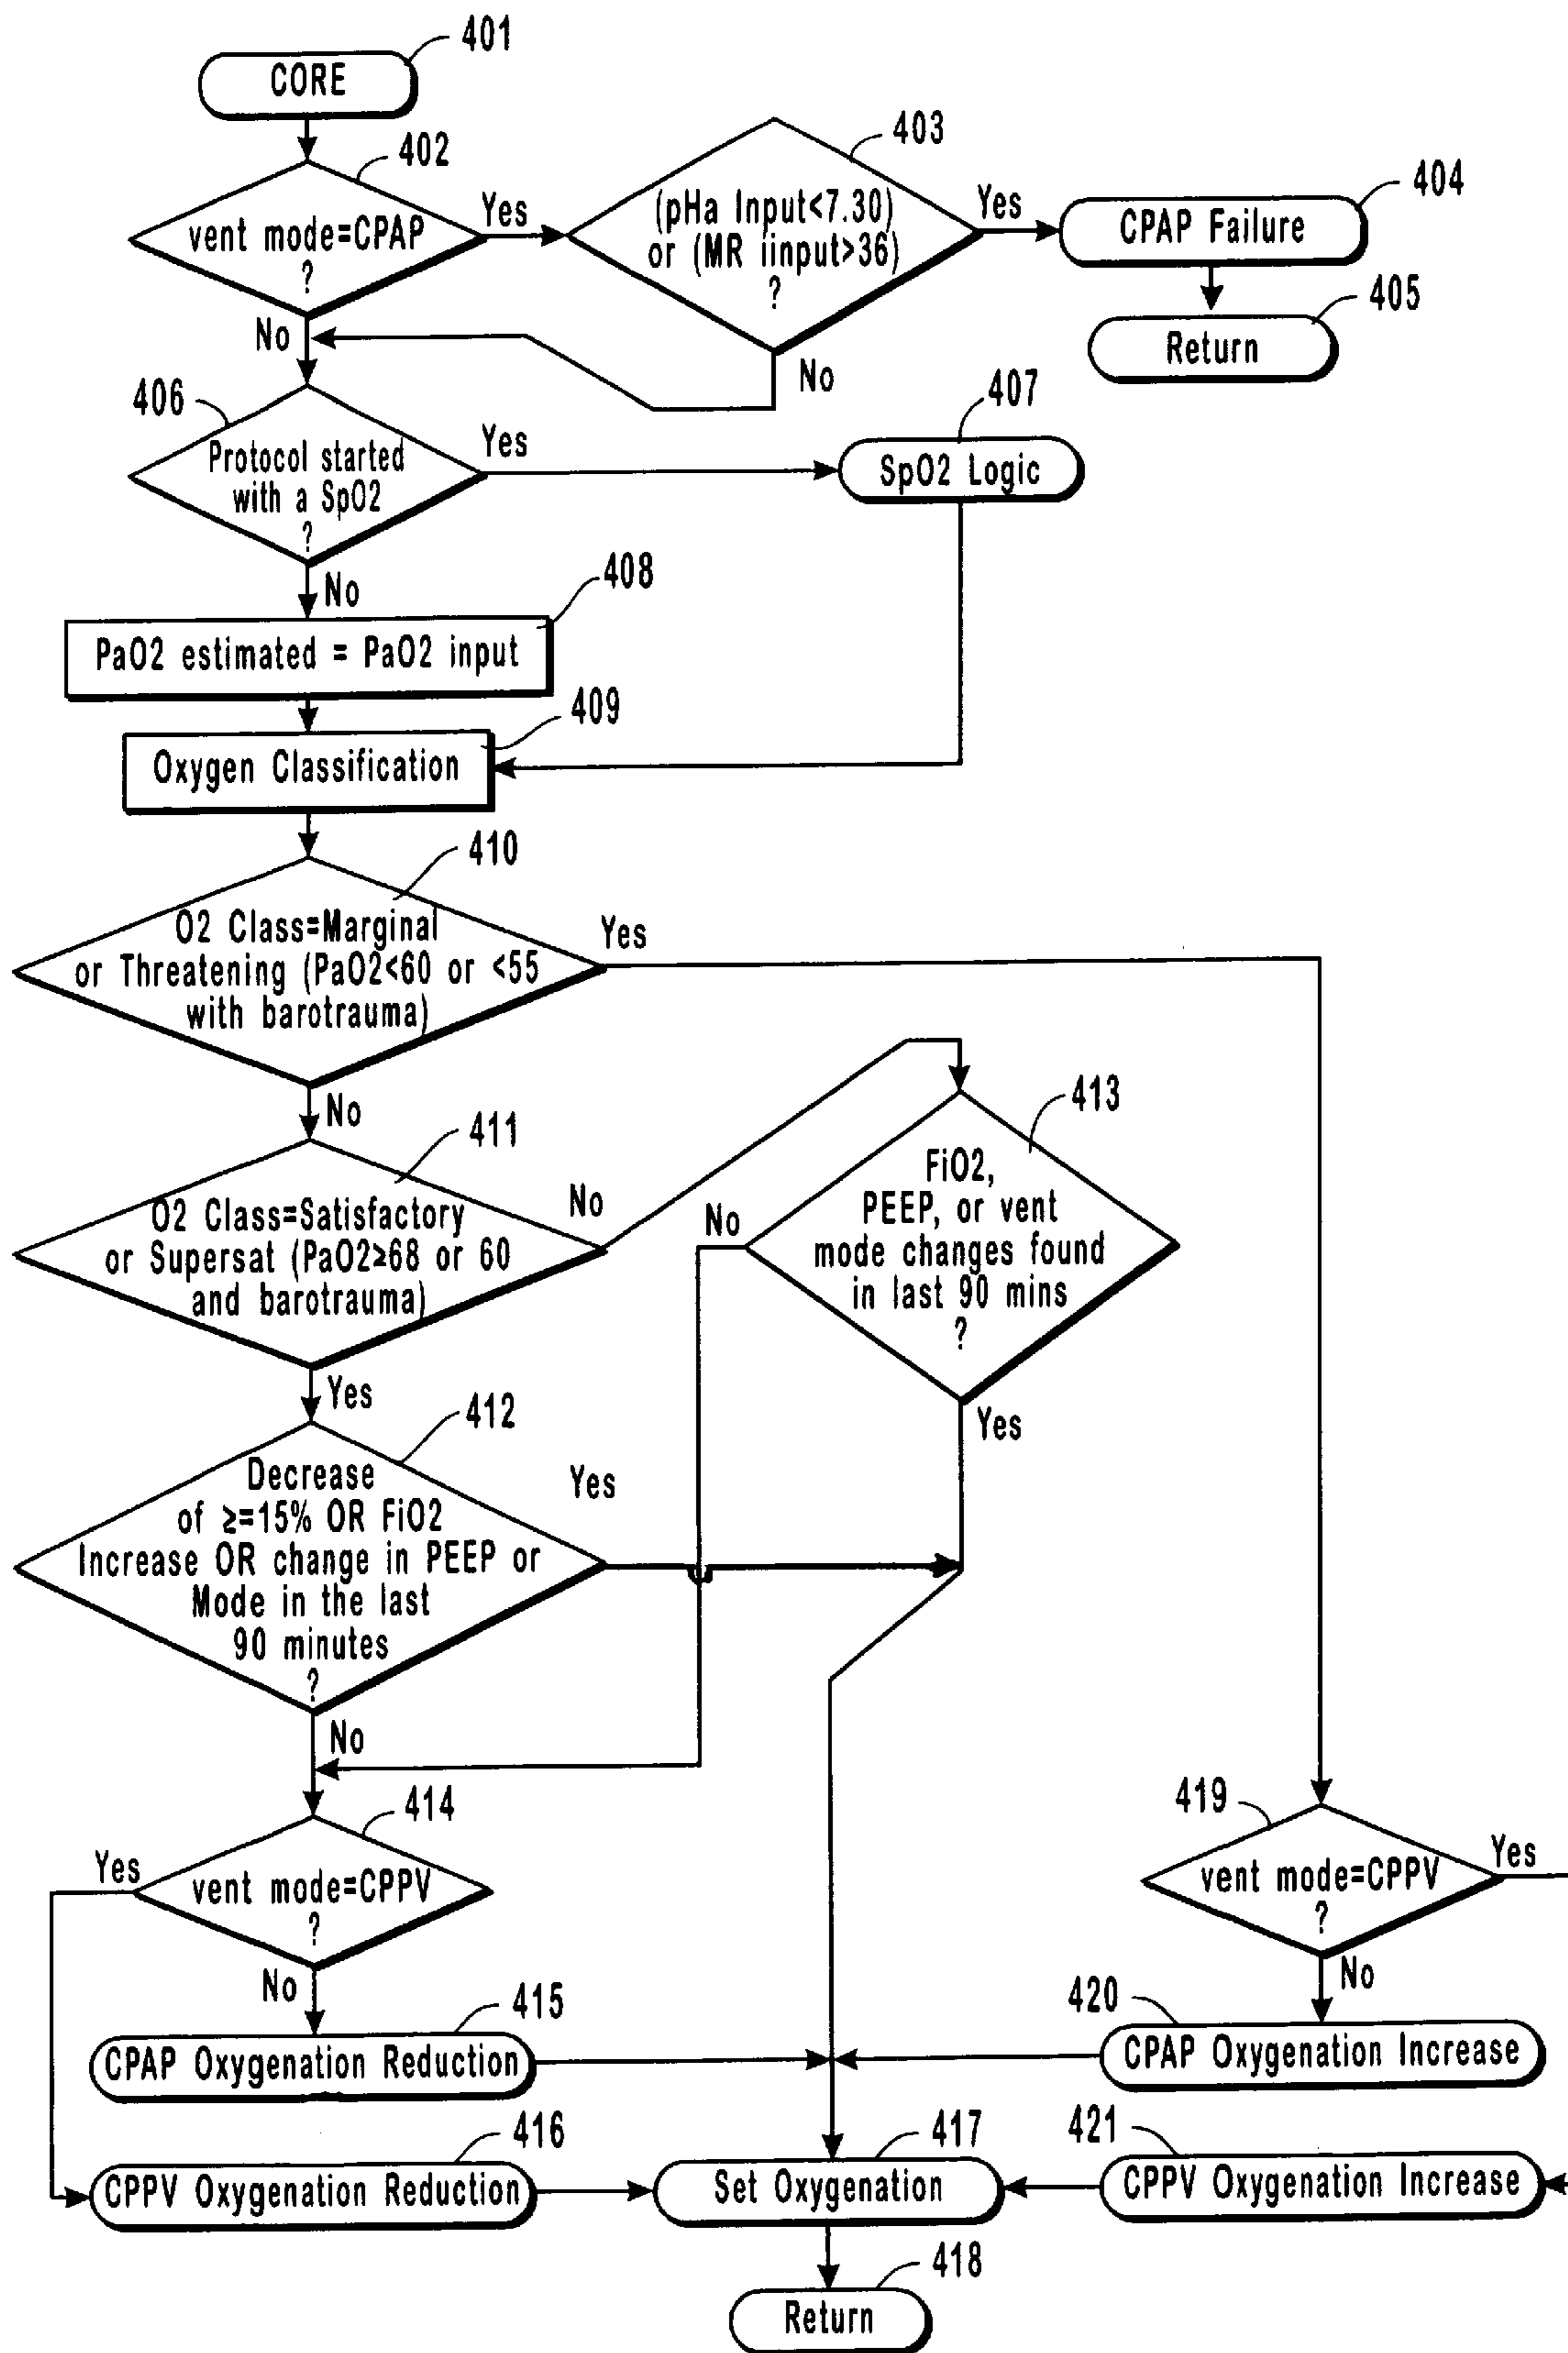 401
CORE
402
vent mode=CPAP
?
Yes
403
(pHa Input<7.30)
or (MR iinput>36)
?
Yes
404
CPAP Failure
405
Return
No
No
406
Protocol started
with a SpO2
?
Yes
407
SpO2 Logic
No
408
PaO2 estimated = PaO2 input
409
Oxygen Classification
410
O2 Class=Marginal
or Threatening (PaO2<60 or <55
with barotrauma)
Yes
No
411
O2 Class=Satisfactory
or Supersat (PaO2≥68 or 60
and barotrauma)
No
413
FiO2,
PEEP, or vent
mode changes found
in last 90 mins
?
No
Yes
Yes
412
Decrease
of ≥=15% OR FiO2
Increase OR change in PEEP or
Mode in the last
90 minutes
?
Yes
No
414
vent mode=CPPV
?
Yes
No
419
vent mode=CPPV
?
Yes
No
415
CPAP Oxygenation Reduction
420
CPAP Oxygenation Increase
416
CPPV Oxygenation Reduction
417
Set Oxygenation
421
CPPV Oxygenation Increase
418
Return